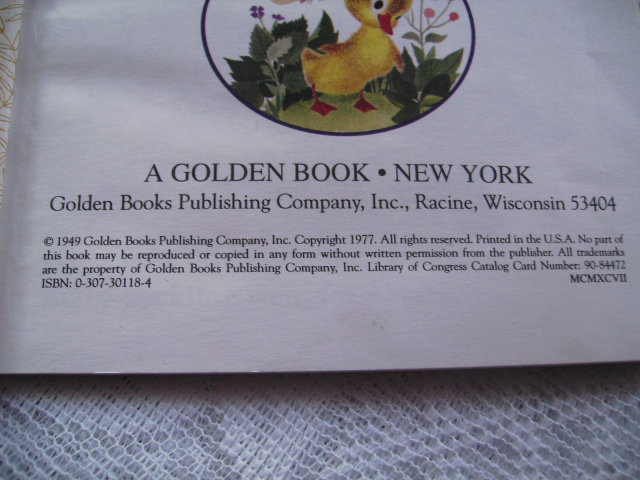 A GOLDEN BOOK • NEW YORK
Golden Books Publishing Company, Inc., Racine, Wisconsin 53404
© 1949 Golden Books Publishing Company, Inc. Copyright 1977. All rights reserved. Printed in the U.S.A. No part of
this book may be reproduced or copied in any form without written permission from the publisher. All trademarks
are the property of Golden Books Publishing Company, Inc. Library of Congress Catalog Card Number: 90-84472
ISBN: 0-307-30118-4 MCMXCVII